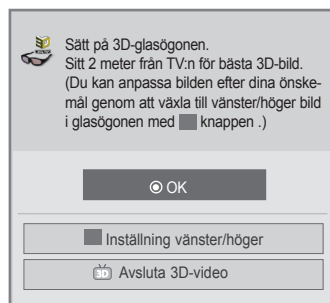 Sätt på 3D-glasögonen.
Sitt 2 meter från TV:n för bästa 3D-bild.
(Du kan anpassa bilden efter dina önske-
mål genom att växla till vänster/höger bild
i glasögonen med knappen .)
OK
Inställning vänster/höger
3D Avsluta 3D-video